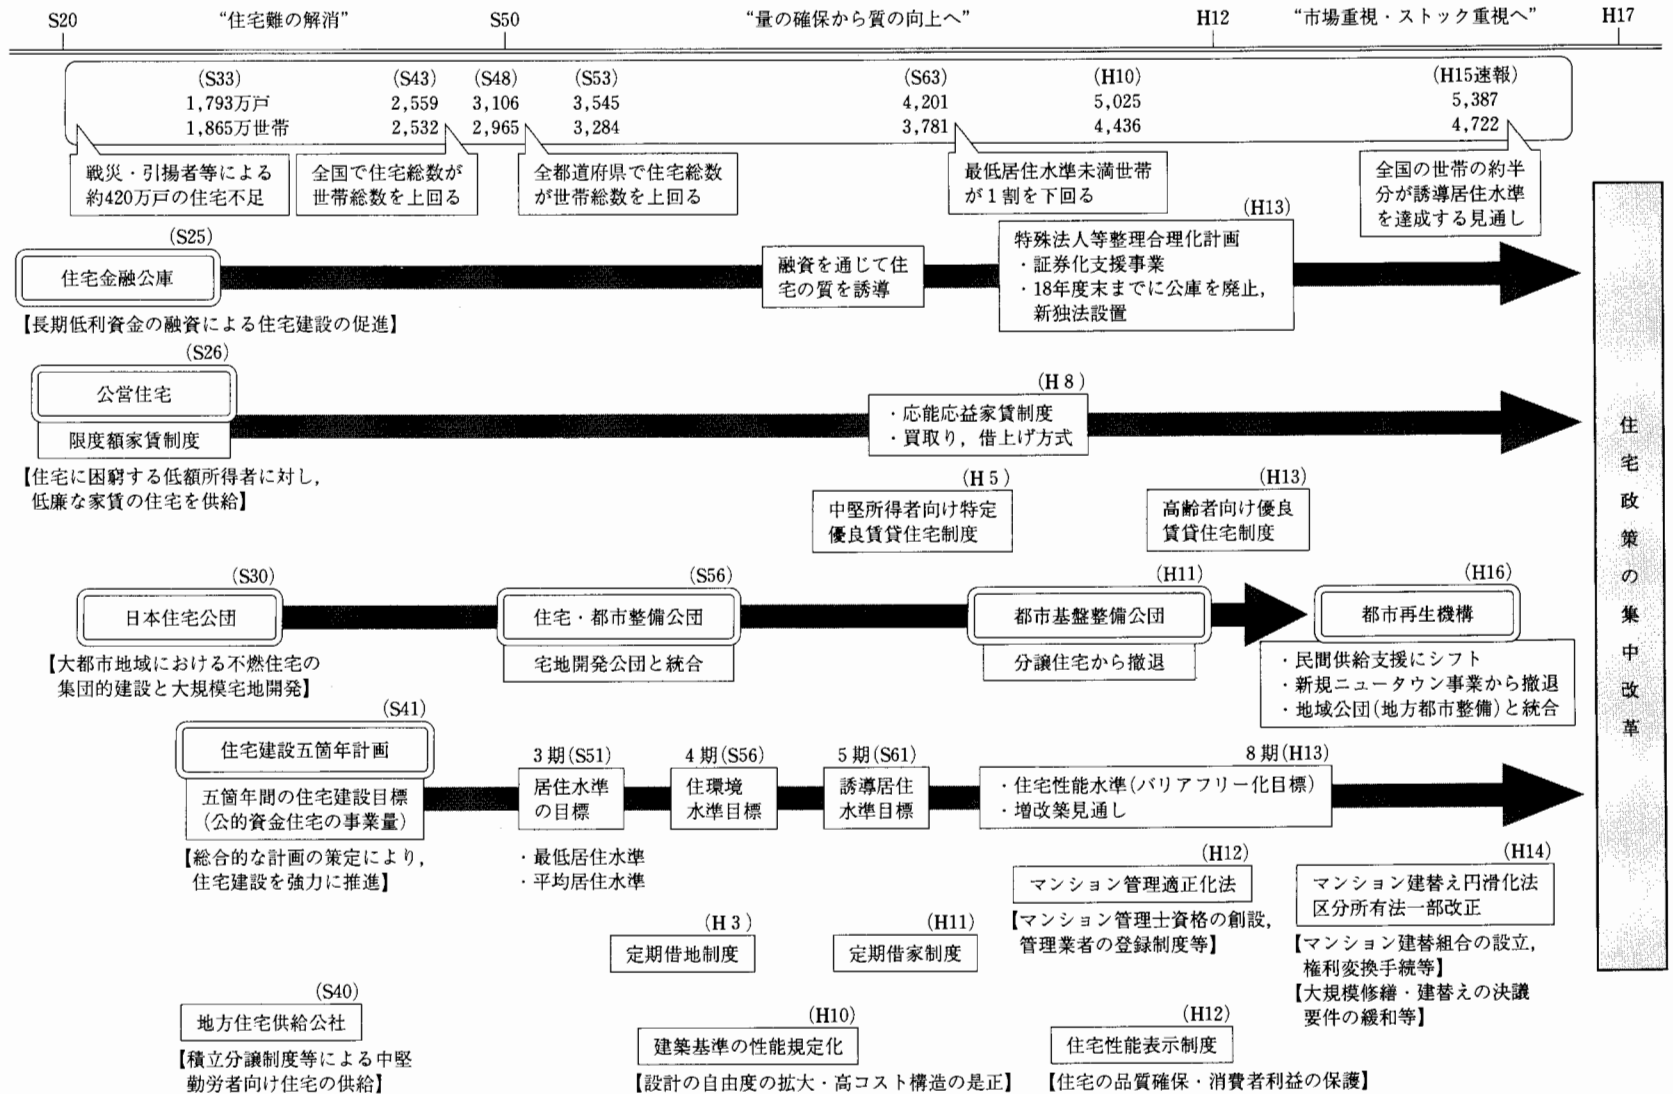 S20 “住宅難の解消” S50 “量の確保から質の向上へ” H12 “市場重視・ストック重視へ” H17
(S33) (S43) (S48) (S53) (S63) (H10) (H15速報)
1,793万戸 2,559 3,106 3,545 4,201 5,025 5,387
1,865万世帯 2,532 2,965 3,284 3,781 4,436 4,722
戦災・引揚者等による
約420万戸の住宅不足
全国で住宅総数が
世帯総数を上回る
全都道府県で住宅総数
が世帯総数を上回る
最低居住水準未満世帯
が1割を下回る
全国の世帯の約半
分が誘導居住水準
を達成する見通し
(S25)
住宅金融公庫
【長期低利資金の融資による住宅建設の促進】
融資を通じて住
宅の質を誘導
(H13)
特殊法人等整理合理化計画
・証券化支援事業
・18年度末までに公庫を廃止，
新独法設置
(S26)
公営住宅
限度額家賃制度
【住宅に困窮する低額所得者に対し，
低廉な家賃の住宅を供給】
(H 8)
・応能応益家賃制度
・買取り，借上げ方式
(H 5)
中堅所得者向け特定
優良賃貸住宅制度
(H13)
高齢者向け優良
賃貸住宅制度
(S30)
日本住宅公団
【大都市地域における不燃住宅の
集団的建設と大規模宅地開発】
(S56)
住宅・都市整備公団
宅地開発公団と統合
(H11)
都市基盤整備公団
分譲住宅から撤退
(H16)
都市再生機構
・民間供給支援にシフト
・新規ニュータウン事業から撤退
・地域公団(地方都市整備)と統合
(S41)
住宅建設五箇年計画
五箇年間の住宅建設目標
(公的資金住宅の事業量)
【総合的な計画の策定により，
住宅建設を強力に推進】
3期(S51)
居住水準
の目標
・最低居住水準
・平均居住水準
4期(S56)
住環境
水準目標
5期(S61)
誘導居住
水準目標
8期(H13)
・住宅性能水準(バリアフリー化目標)
・増改築見通し
(H12)
マンション管理適正化法
【マンション管理士資格の創設，
管理業者の登録制度等】
(H14)
マンション建替え円滑化法
区分所有法一部改正
【マンション建替組合の設立，
権利変換手続等】
【大規模修繕・建替えの決議
要件の緩和等】
(H 3)
定期借地制度
(H11)
定期借家制度
(S40)
地方住宅供給公社
【積立分譲制度等による中堅
勤労者向け住宅の供給】
(H10)
建築基準の性能規定化
【設計の自由度の拡大・高コスト構造の是正】
(H12)
住宅性能表示制度
【住宅の品質確保・消費者利益の保護】
住宅政策の集中改革